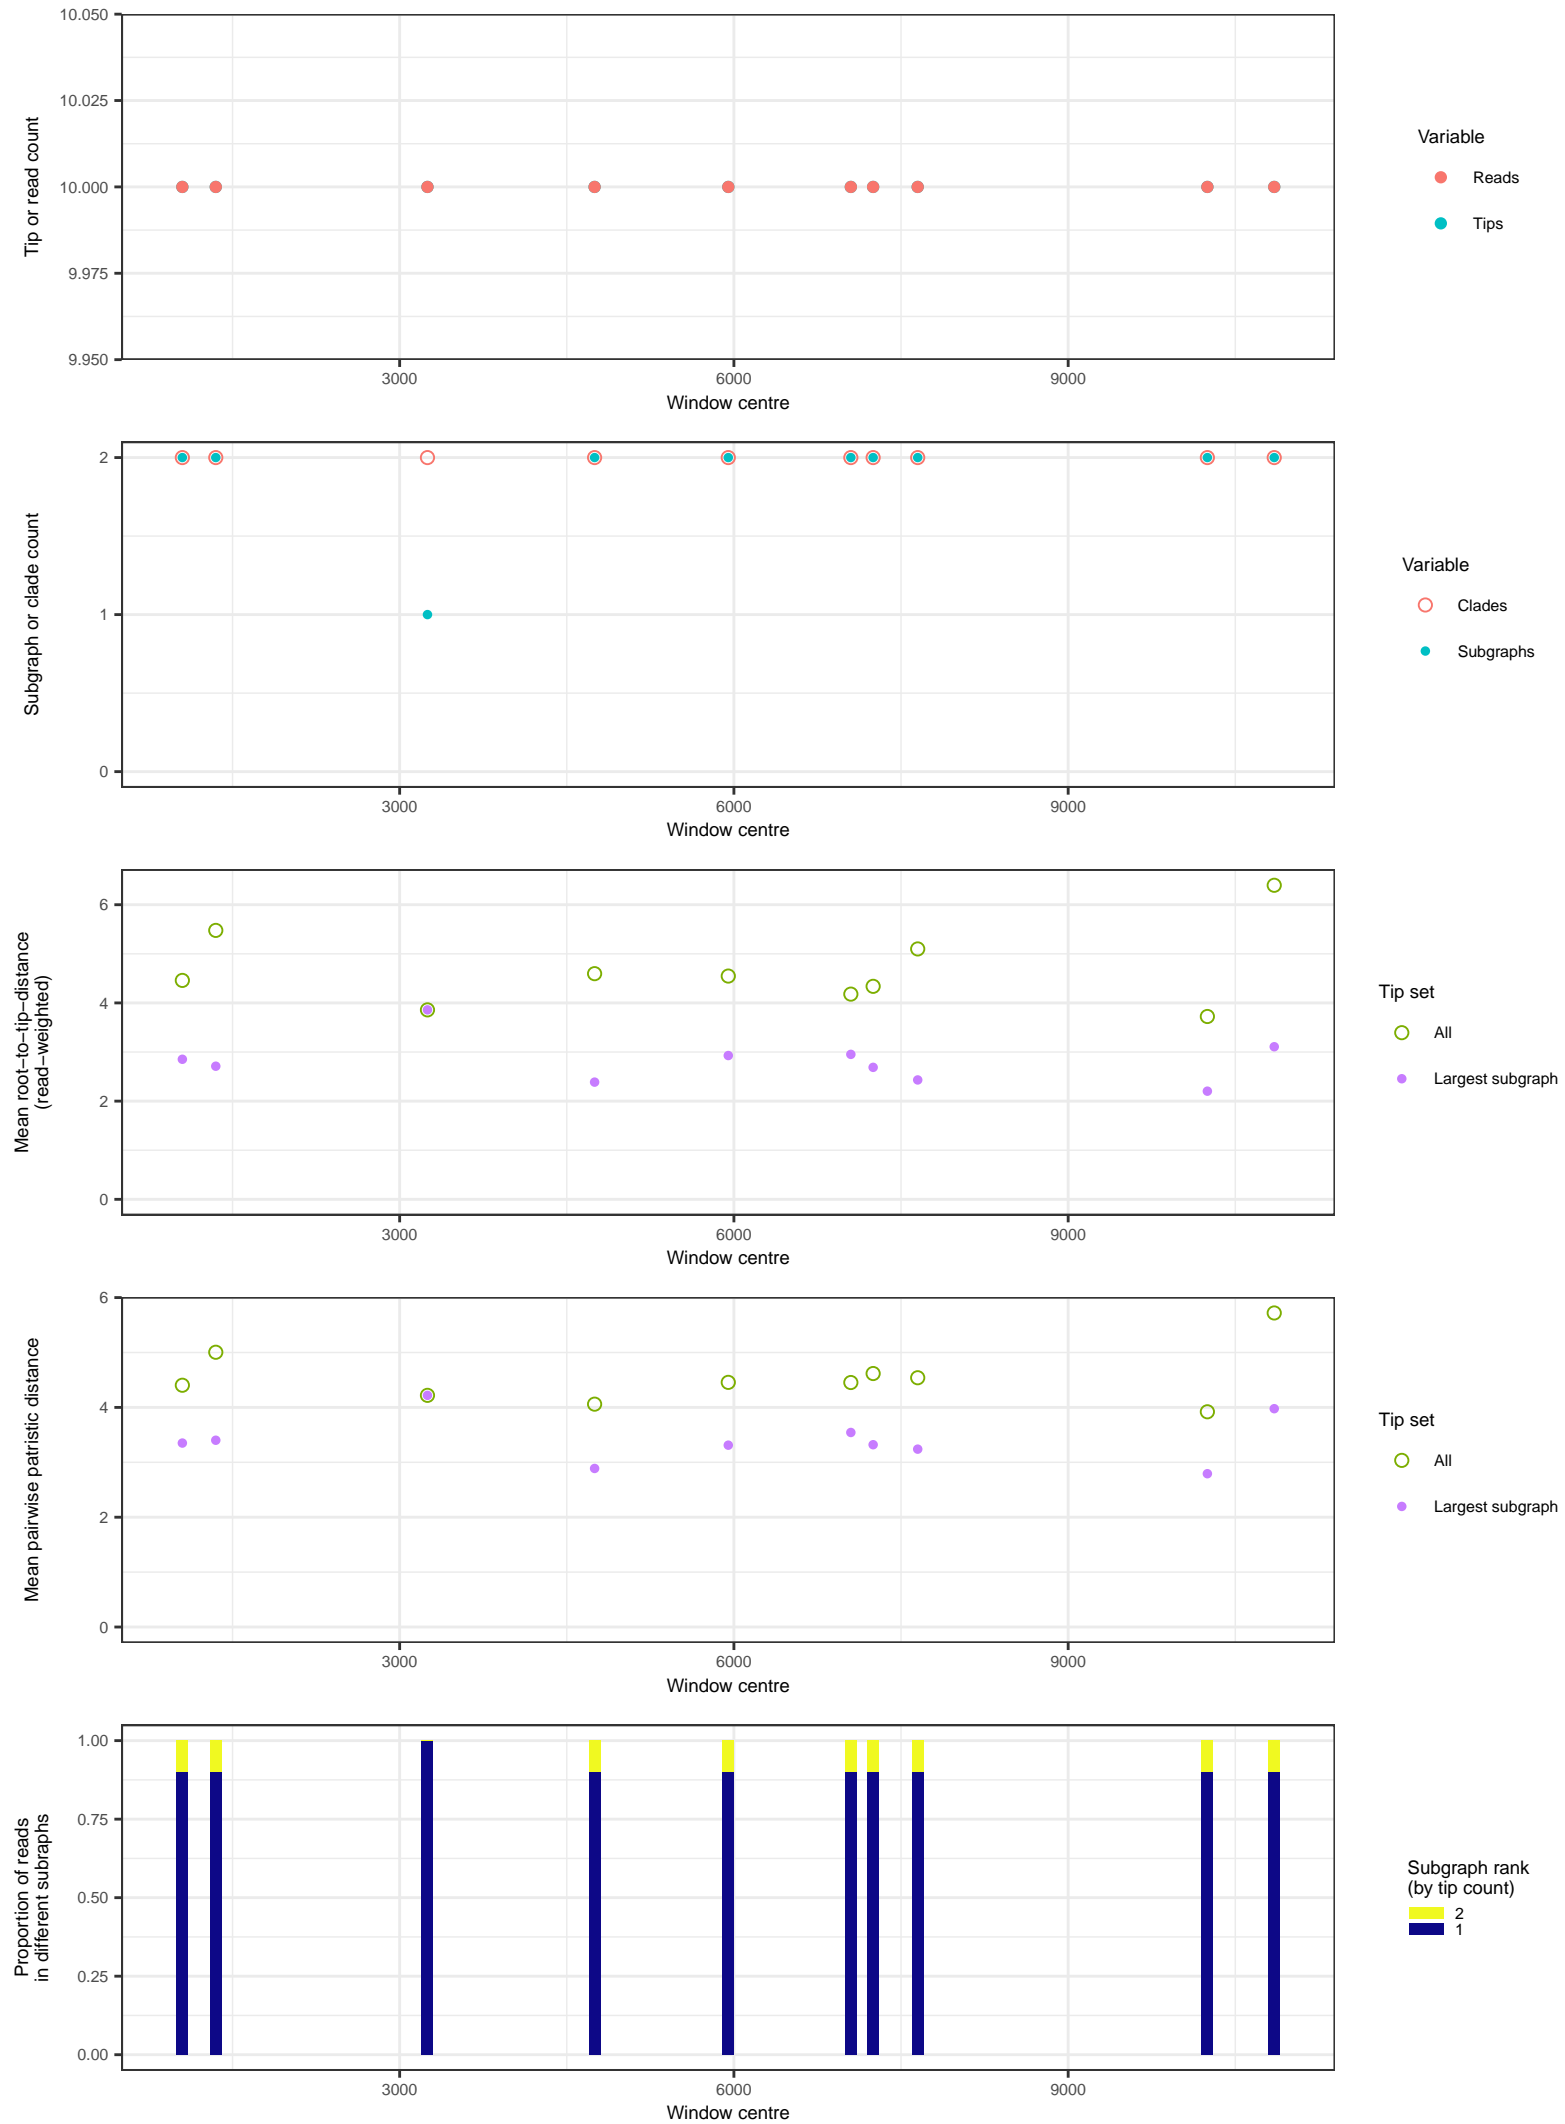 10.050
10.025
10.000
9.975
9.950
Tip or read count
3000
6000
9000
Window centre
Variable
Reads
Tips
2
1
0
Subgraph or clade count
3000
6000
9000
Window centre
Variable
Clades
Subgraphs
6
4
2
0
Mean root−to−tip−distance
(read−weighted)
3000
6000
9000
Window centre
Tip set
All
Largest subgraph
6
4
2
0
Mean pairwise patristic distance
3000
6000
9000
Window centre
Tip set
All
Largest subgraph
1.00
0.75
0.50
0.25
0.00
Proportion of reads
in different subraphs
3000
6000
9000
Window centre
Subgraph rank
(by tip count)
2
1